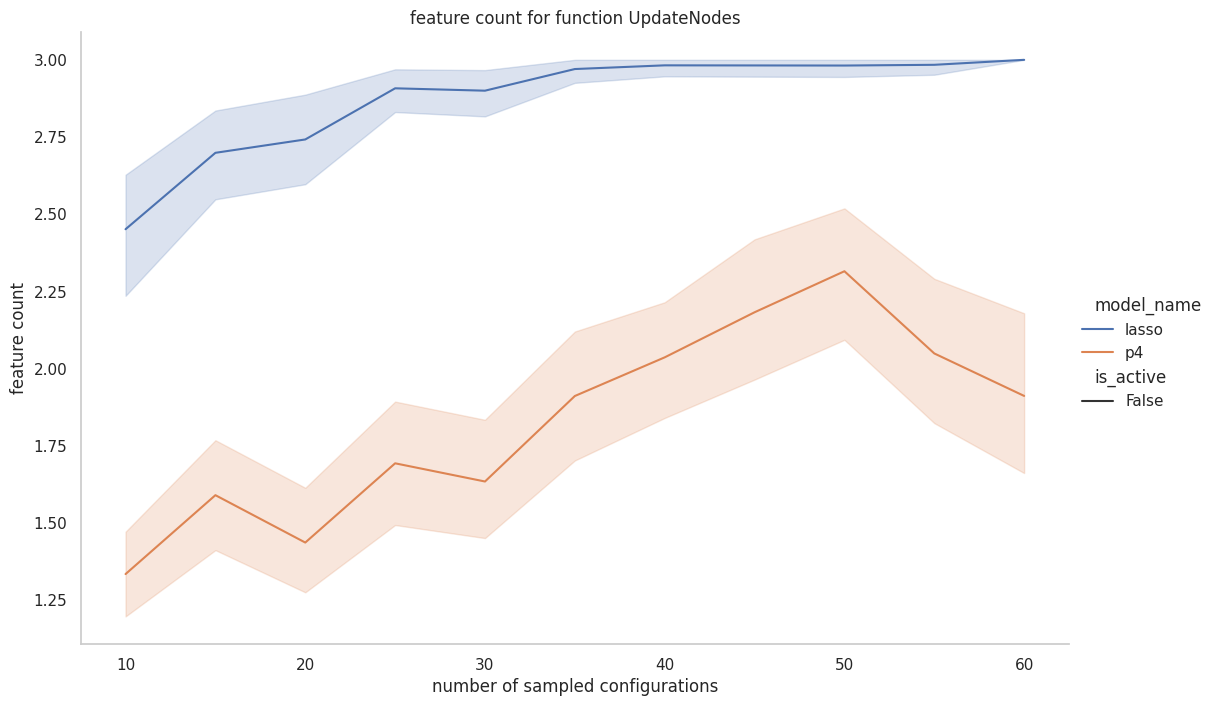 feature count for function UpdateNodes
3.00
2.75
2.50
2.25
2.00
1.75
1.50
1.25
feature count
10 20 30 40 50 60
number of sampled configurations
model_name
lasso
p4
is_active
False